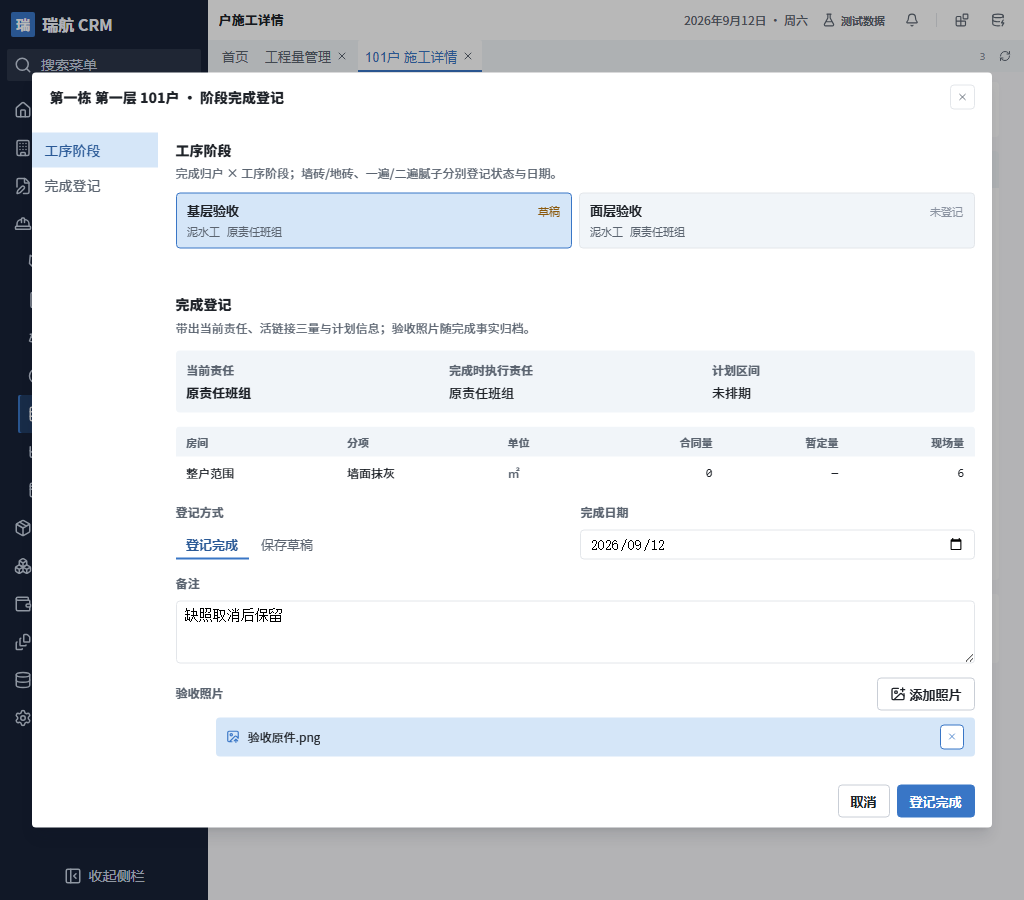 瑞 瑞航 CRM
搜索菜单
户施工详情
2026年9月12日 · 周六
测试数据
首页
工程量管理 ×
101户 施工详情 ×
3
第一栋 第一层 101户 · 阶段完成登记
×
工序阶段
完成登记
工序阶段
完成归户 × 工序阶段；墙砖/地砖、一遍/二遍腻子分别登记状态与日期。
基层验收
草稿
泥水工 原责任班组
面层验收
未登记
泥水工 原责任班组
完成登记
带出当前责任、活链接三量与计划信息；验收照片随完成事实归档。
当前责任 完成时执行责任 计划区间
原责任班组 原责任班组 未排期
房间 分项 单位 合同量 暂定量 现场量
整户范围 墙面抹灰 ㎡ 0 — 6
登记方式
登记完成 保存草稿
完成日期
2026/09/12
备注
缺照取消后保留
验收照片
添加照片
验收原件.png
×
取消 登记完成
收起侧栏